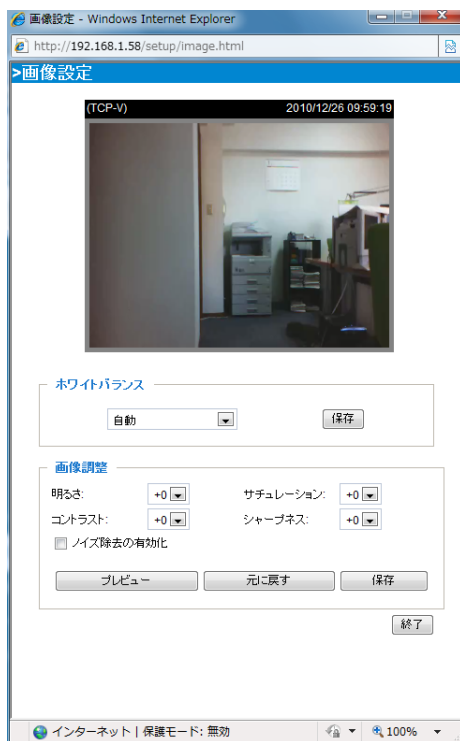 画像設定 - Windows Internet Explorer
http://192.168.1.58/setup/image.html
>画像設定
(TCP-V) 2010/12/26 09:59:19
ホワイトバランス
自動 保存
画像調整
明るさ: +0 サチュレーション: +0
コントラスト: +0 シャープネス: +0
ノイズ除去の有効化
プレビュー 元に戻す 保存
終了
インターネット | 保護モード: 無効 100%